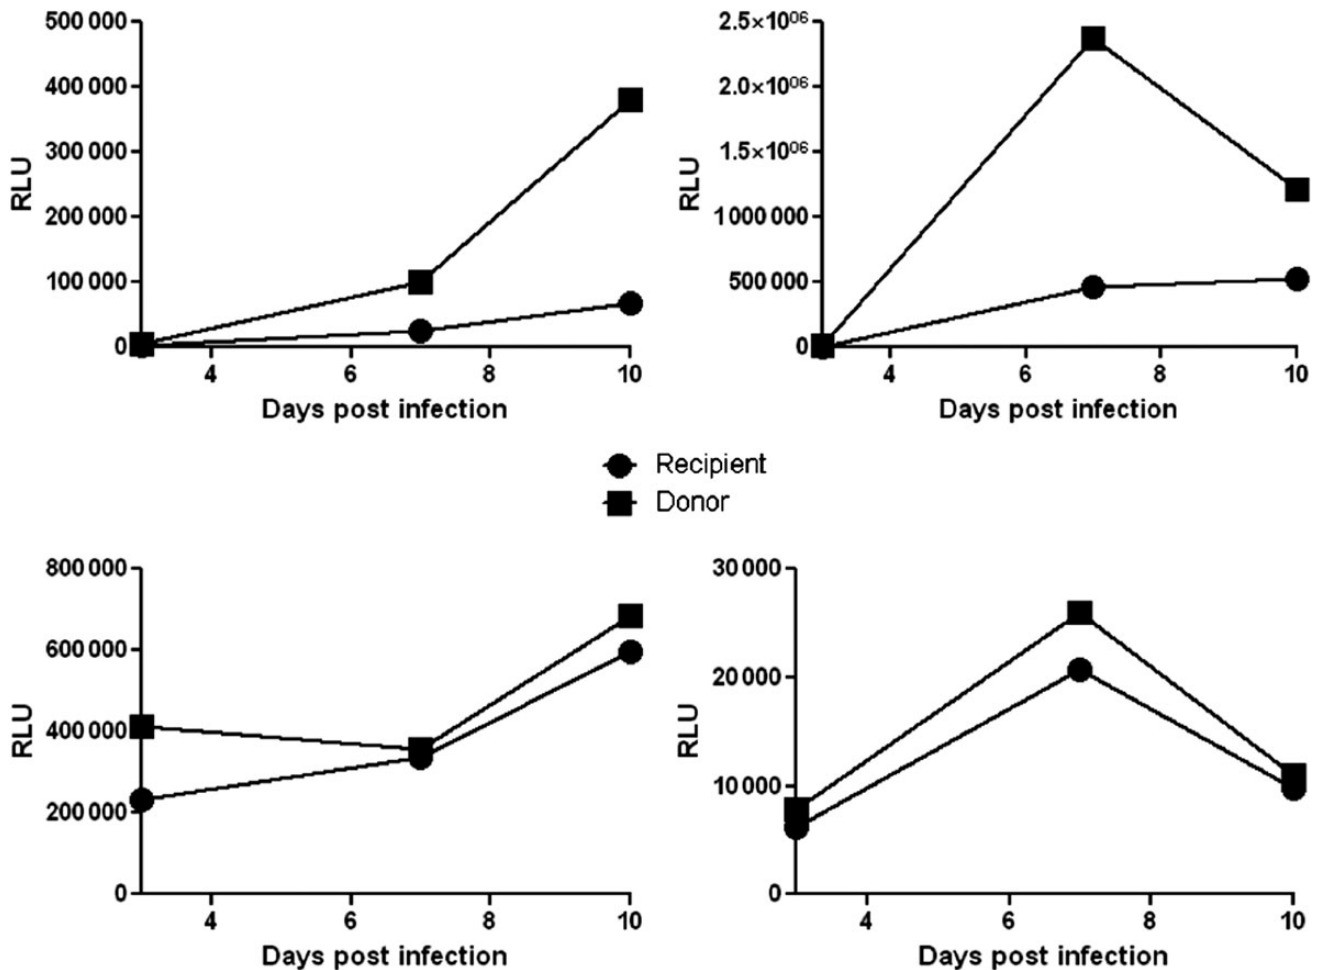 500 000
400 000
300 000
200 000
100 000
0
RLU
4 6 8 10
Days post infection
2.5×10⁰⁶
2.0×10⁰⁶
1.5×10⁰⁶
1 000 000
500 000
0
RLU
4 6 8 10
Days post infection
Recipient
Donor
800 000
600 000
400 000
200 000
0
RLU
4 6 8 10
Days post infection
30 000
20 000
10 000
0
RLU
4 6 8 10
Days post infection